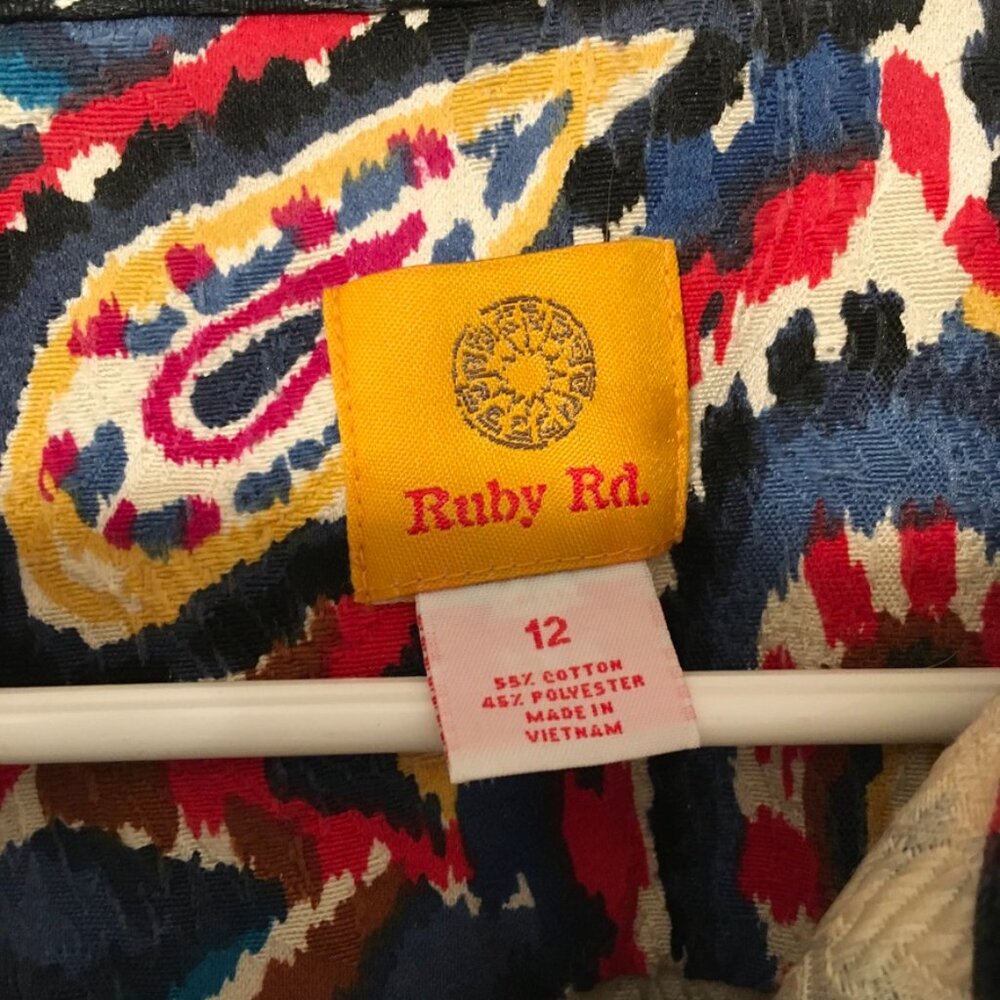 Ruby Rd.
12
55% COTTON
45% POLYESTER
MADE IN
VIETNAM